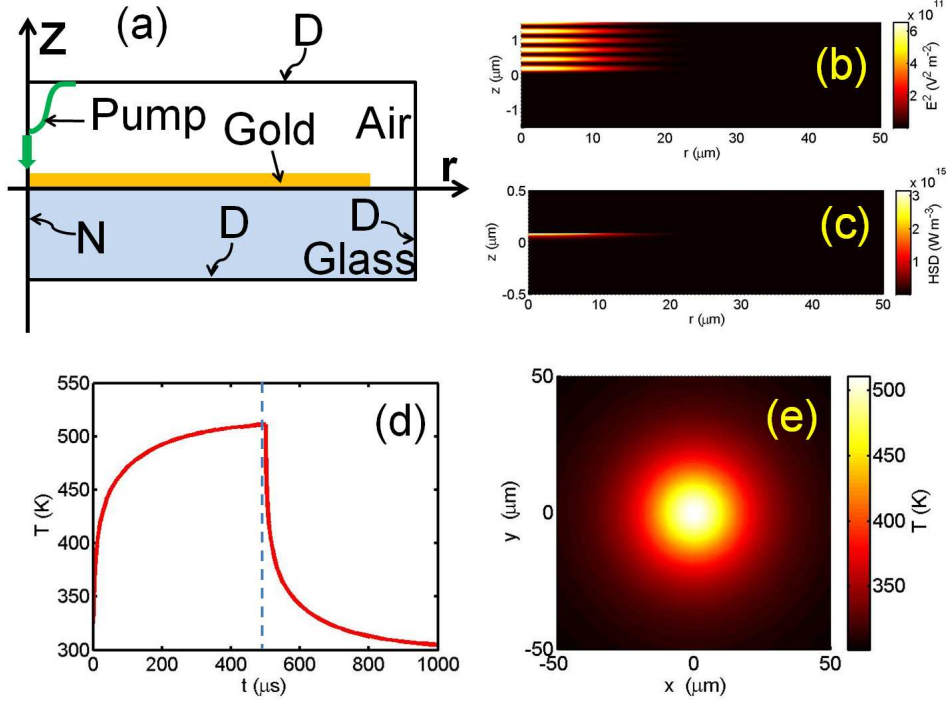 (a)
Z
D
Pump
Air
Gold
r
N
D
D
Glass
(b)
z (μm)
1
0
-1
0 10 20 30 40 50
r (μm)
x 10^11
6
4
2
E² (V² m⁻²)
(c)
z (μm)
0.5
0
-0.5
0 10 20 30 40 50
r (μm)
x 10^15
3
2
1
HSD (W m⁻³)
(d)
T (K)
550
500
450
400
350
300
0 200 400 600 800 1000
t (μs)
(e)
y (μm)
50
0
-50
-50 0 50
x (μm)
500
450
400
350
T (K)